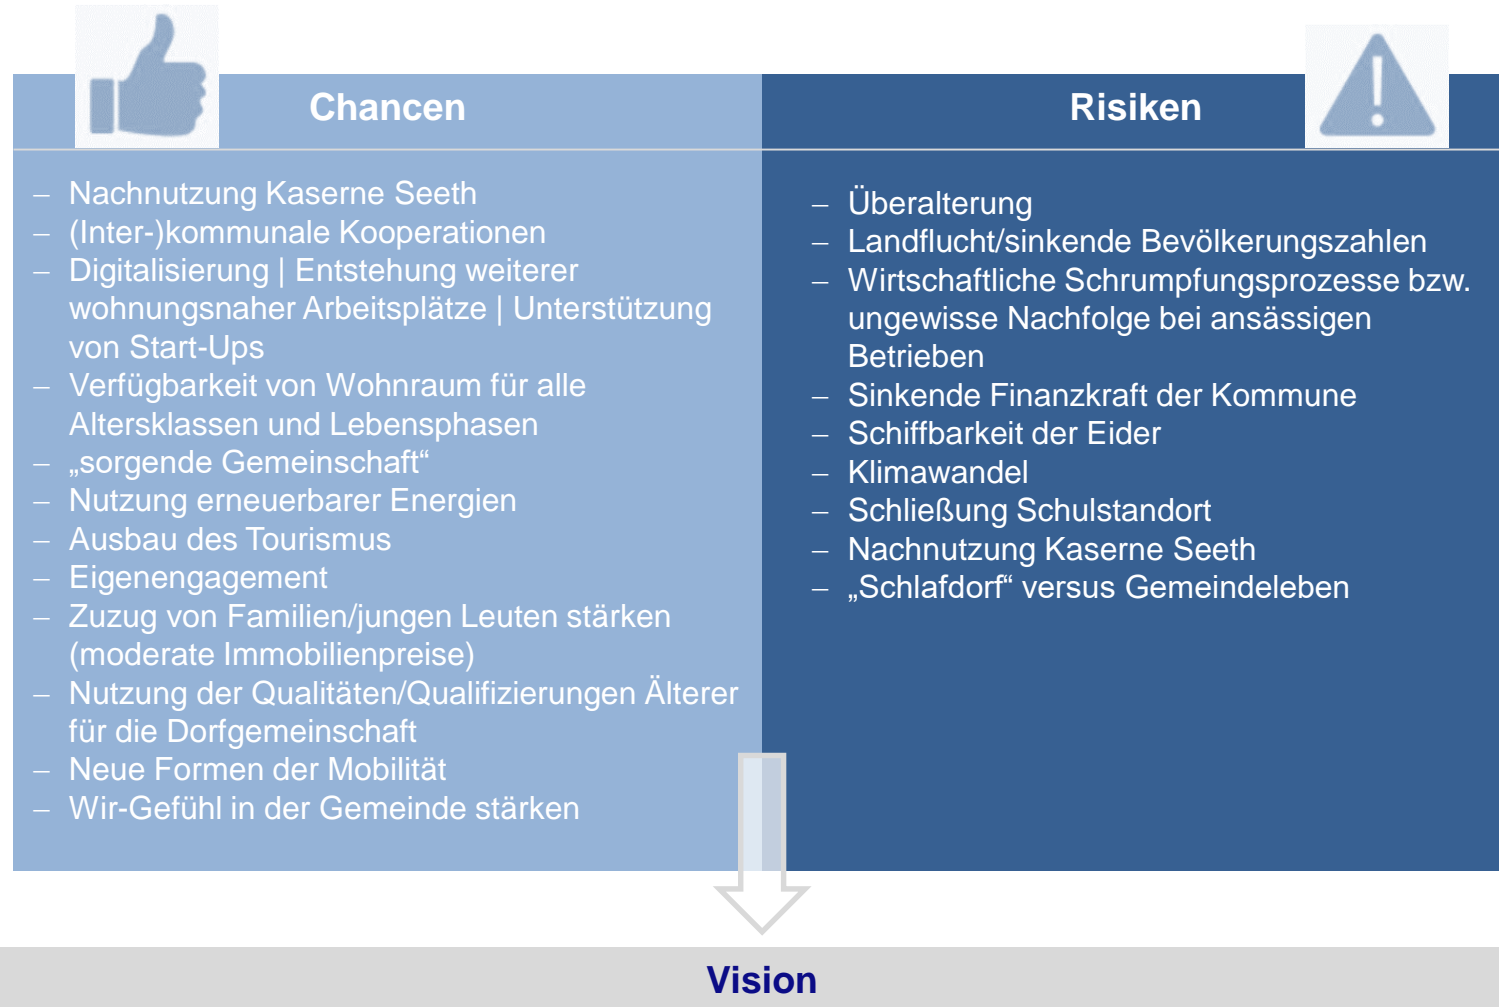 Chancen
– Nachnutzung Kaserne Seeth
– (Inter-)kommunale Kooperationen
– Digitalisierung | Entstehung weiterer
wohnungsnaher Arbeitsplätze | Unterstützung
von Start-Ups
– Verfügbarkeit von Wohnraum für alle
Altersklassen und Lebensphasen
– „sorgende Gemeinschaft“
– Nutzung erneuerbarer Energien
– Ausbau des Tourismus
– Eigenengagement
– Zuzug von Familien/jungen Leuten stärken
(moderate Immobilienpreise)
– Nutzung der Qualitäten/Qualifizierungen Älterer
für die Dorfgemeinschaft
– Neue Formen der Mobilität
– Wir-Gefühl in der Gemeinde stärken
Risiken
– Überalterung
– Landflucht/sinkende Bevölkerungszahlen
– Wirtschaftliche Schrumpfungsprozesse bzw.
ungewisse Nachfolge bei ansässigen
Betrieben
– Sinkende Finanzkraft der Kommune
– Schiffbarkeit der Eider
– Klimawandel
– Schließung Schulstandort
– Nachnutzung Kaserne Seeth
– „Schlafdorf“ versus Gemeindeleben
Vision